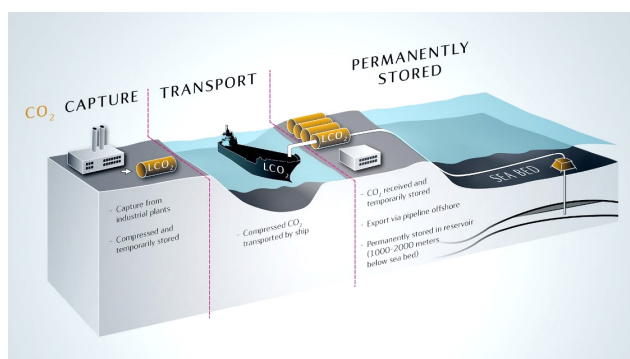 CO₂ CAPTURE
TRANSPORT
PERMANENTLY
STORED
LCO₂
LCO₂
LCO₂
SEA BED
- Capture from
industrial plants
- Compressed and
temporarily stored
- Compressed CO₂
transported by ship
- CO₂ received and
temporarily stored
- Export via pipeline offshore
- Permanently stored in reservoir
(1000-2000 meters
below sea bed)